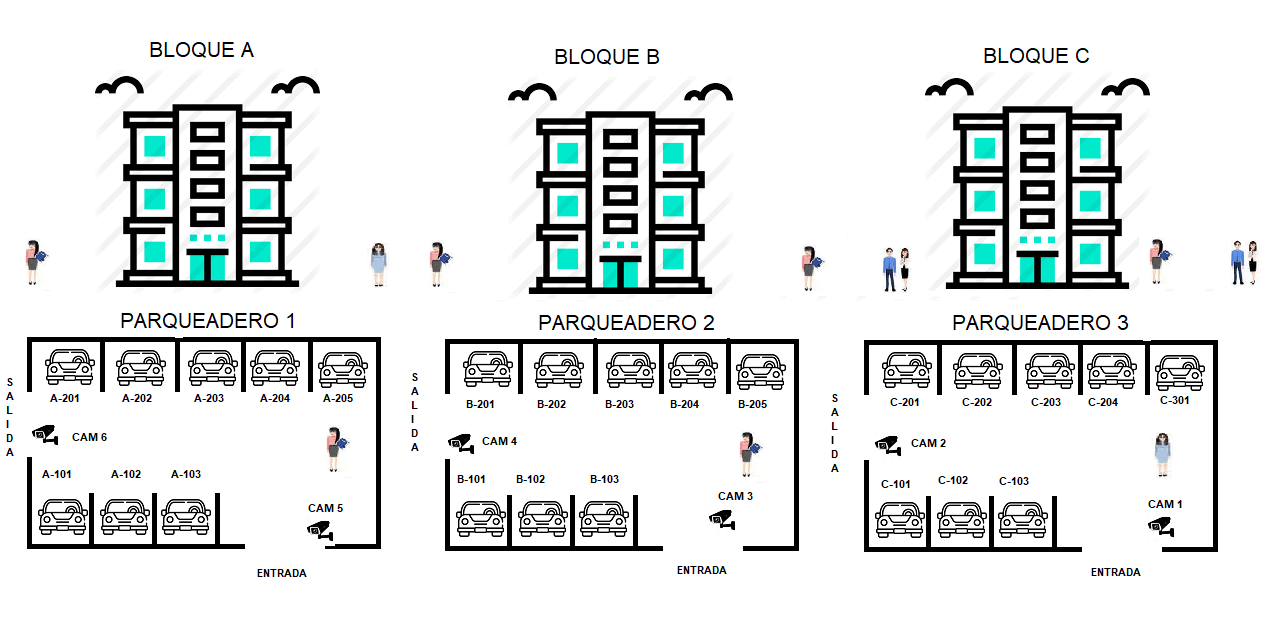 BLOQUE A
BLOQUE B
BLOQUE C
PARQUEADERO 1
PARQUEADERO 2
PARQUEADERO 3
SALIDA
A-201 A-202 A-203 A-204 A-205
CAM 6
A-101 A-102 A-103
CAM 5
ENTRADA
SALIDA
B-201 B-202 B-203 B-204 B-205
CAM 4
B-101 B-102 B-103
CAM 3
ENTRADA
SALIDA
C-201 C-202 C-203 C-204 C-301
CAM 2
C-101 C-102 C-103
CAM 1
ENTRADA